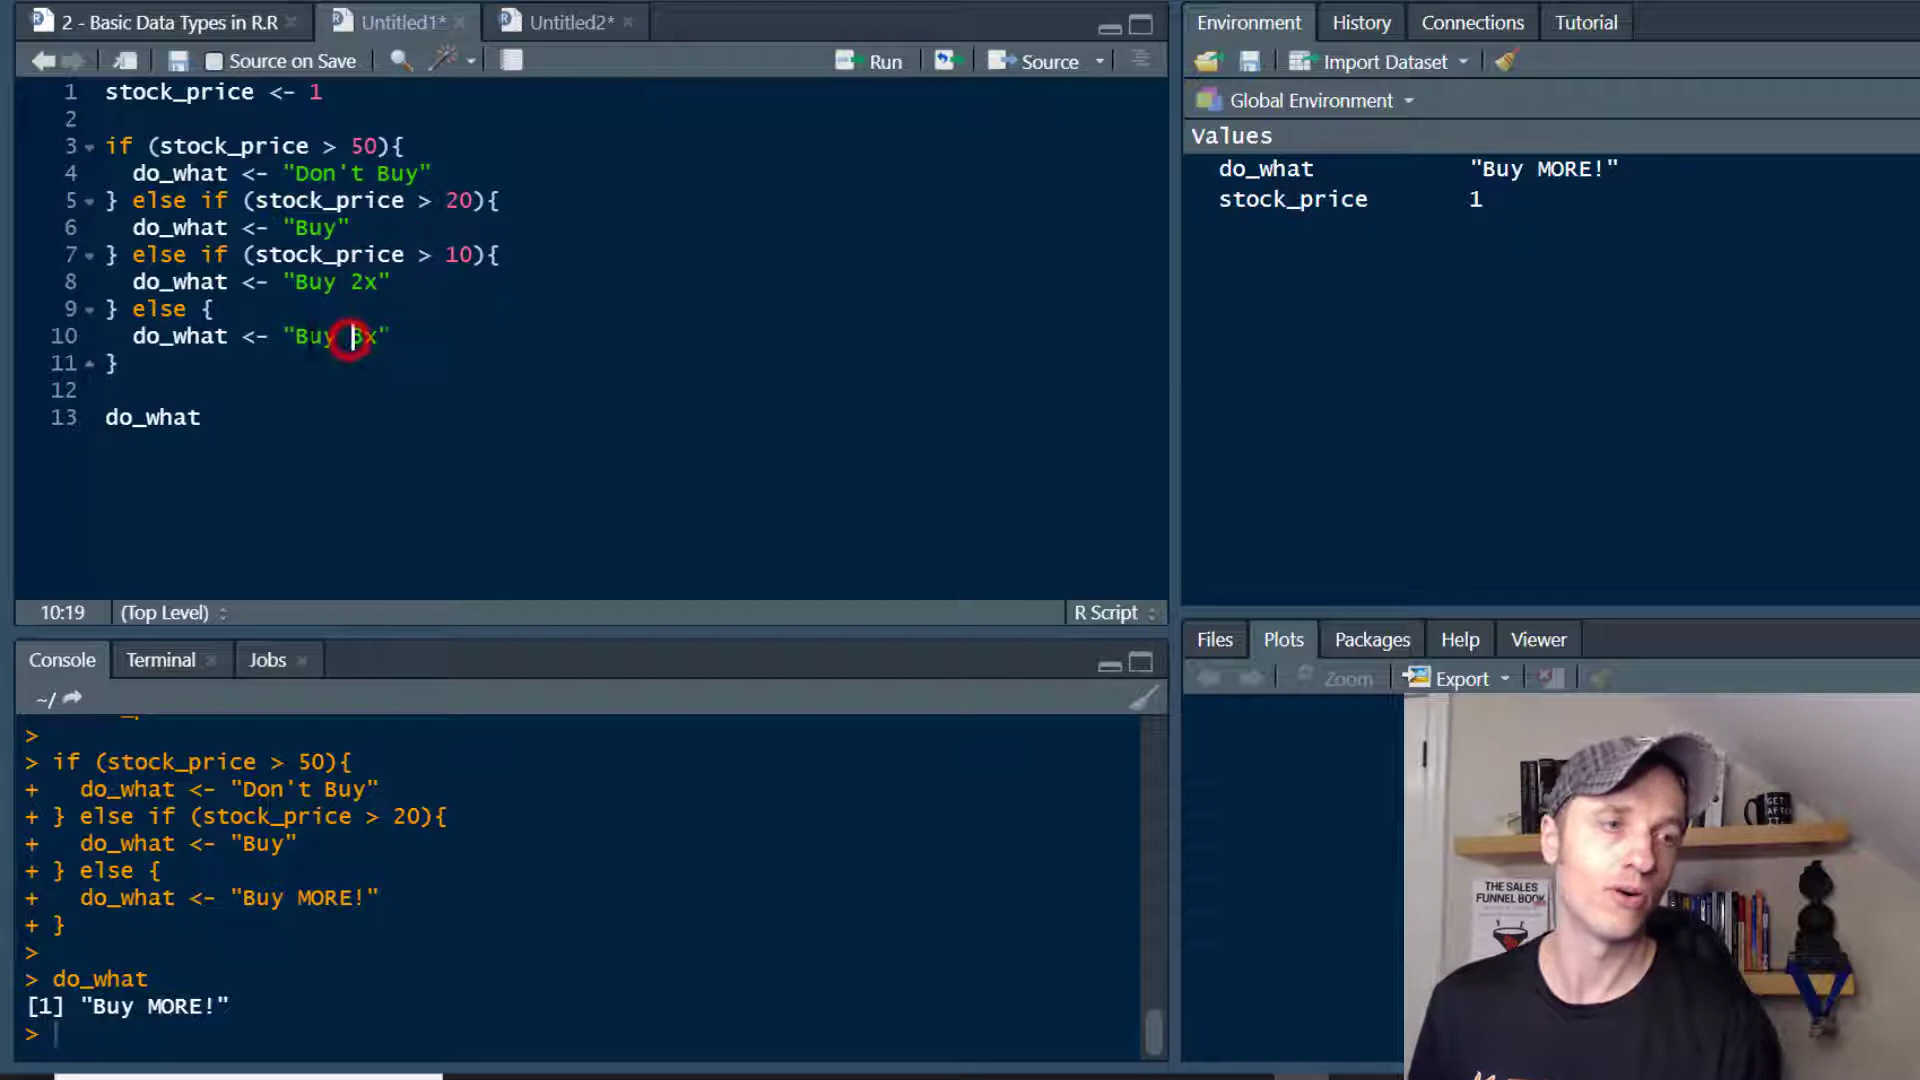 2 - Basic Data Types in R.R
Untitled1*
Untitled2*
Source on Save
Run
Source
1 stock_price <- 1
2
3 if (stock_price > 50){
4 do_what <- "Don't Buy"
5 } else if (stock_price > 20){
6 do_what <- "Buy"
7 } else if (stock_price > 10){
8 do_what <- "Buy 2x"
9 } else {
10 do_what <- "Buy 3x"
11 }
12
13 do_what
10:19 (Top Level) R Script
Console Terminal Jobs
~/
>
> if (stock_price > 50){
+ do_what <- "Don't Buy"
+ } else if (stock_price > 20){
+ do_what <- "Buy"
+ } else {
+ do_what <- "Buy MORE!"
+ }
>
> do_what
[1] "Buy MORE!"
>
Environment History Connections Tutorial
Import Dataset
Global Environment
Values
do_what "Buy MORE!"
stock_price 1
Files Plots Packages Help Viewer
Zoom Export
GET
AFTER
IT.
THE SALES
FUNNEL BOOK